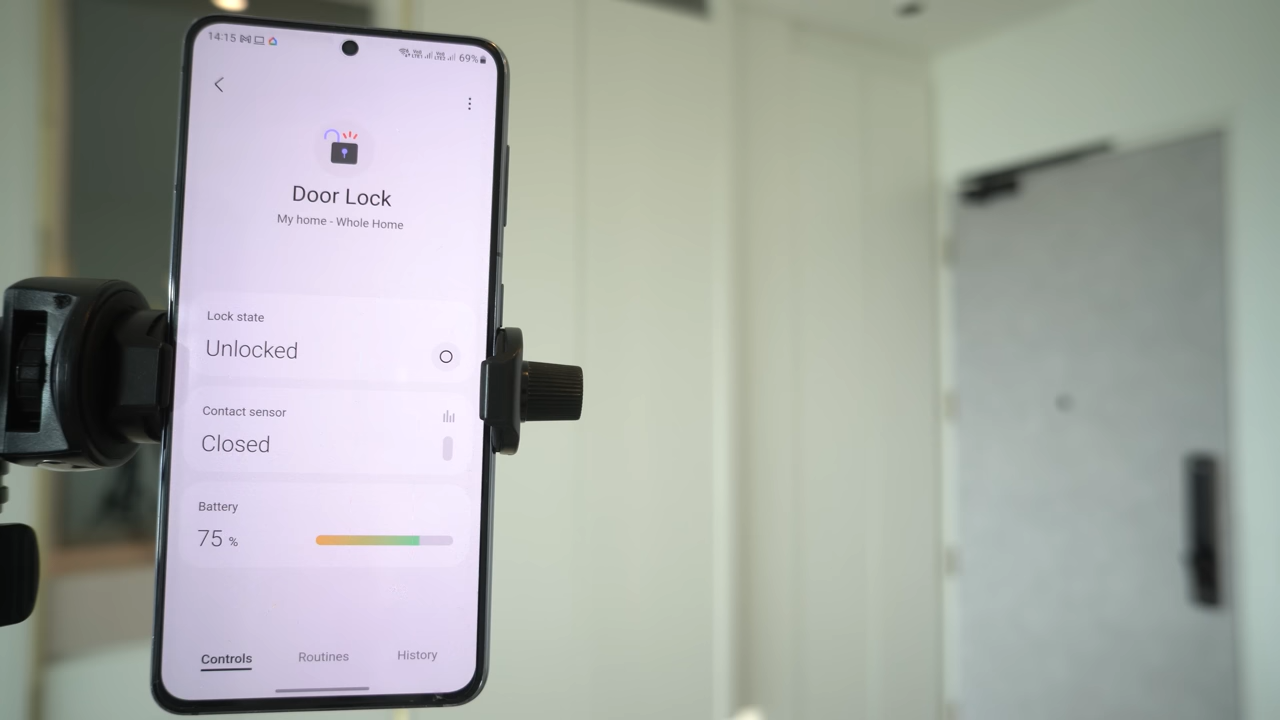 14:15 69%
Door Lock
My home - Whole Home
Lock state
Unlocked
Contact sensor
Closed
Battery
75 %
Controls Routines History